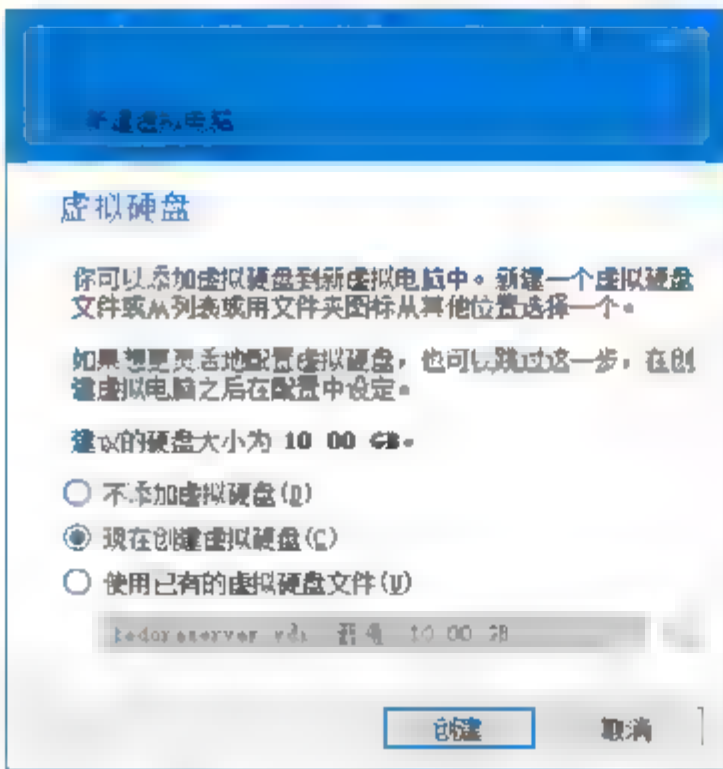 新建虚拟电脑
虚拟硬盘
你可以添加虚拟硬盘到新虚拟电脑中。新建一个虚拟硬盘
文件或从列表或用文件夹图标从其他位置选择一个。
如果想更灵活地配置虚拟硬盘，也可以跳过这一步，在创
建虚拟电脑之后在配置中设定。
建议的硬盘大小为 10.00 GB。
不添加虚拟硬盘(D)
现在创建虚拟硬盘(C)
使用已有的虚拟硬盘文件(U)
10.00 GB
创建
取消